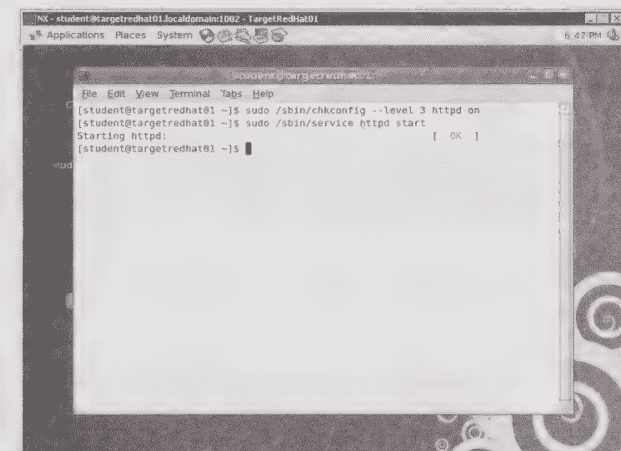 NX - student@targetredhat01.localdomain:1002 - TargetRedHat01
Applications Places System
6:47 PM
student@targetredhat01:~
File Edit View Terminal Tabs Help
[student@targetredhat01 ~]$ sudo /sbin/chkconfig --level 3 httpd on
[student@targetredhat01 ~]$ sudo /sbin/service httpd start
Starting httpd: [ OK ]
[student@targetredhat01 ~]$